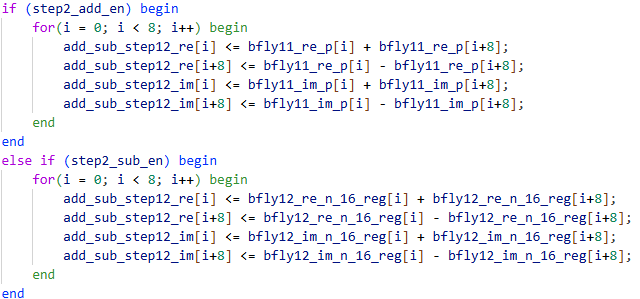 if (step2_add_en) begin
    for(i = 0; i < 8; i++) begin
        add_sub_step12_re[i] <= bfly11_re_p[i] + bfly11_re_p[i+8];
        add_sub_step12_re[i+8] <= bfly11_re_p[i] - bfly11_re_p[i+8];
        add_sub_step12_im[i] <= bfly11_im_p[i] + bfly11_im_p[i+8];
        add_sub_step12_im[i+8] <= bfly11_im_p[i] - bfly11_im_p[i+8];
    end
end
else if (step2_sub_en) begin
    for(i = 0; i < 8; i++) begin
        add_sub_step12_re[i] <= bfly12_re_n_16_reg[i] + bfly12_re_n_16_reg[i+8];
        add_sub_step12_re[i+8] <= bfly12_re_n_16_reg[i] - bfly12_re_n_16_reg[i+8];
        add_sub_step12_im[i] <= bfly12_im_n_16_reg[i] + bfly12_im_n_16_reg[i+8];
        add_sub_step12_im[i+8] <= bfly12_im_n_16_reg[i] - bfly12_im_n_16_reg[i+8];
    end
end